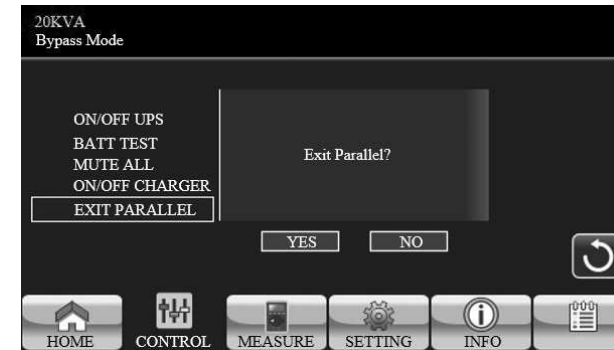 20KVA
Bypass Mode
ON/OFF UPS
BATT TEST
MUTE ALL
ON/OFF CHARGER
EXIT PARALLEL
Exit Parallel?
YES NO
HOME CONTROL MEASURE SETTING INFO